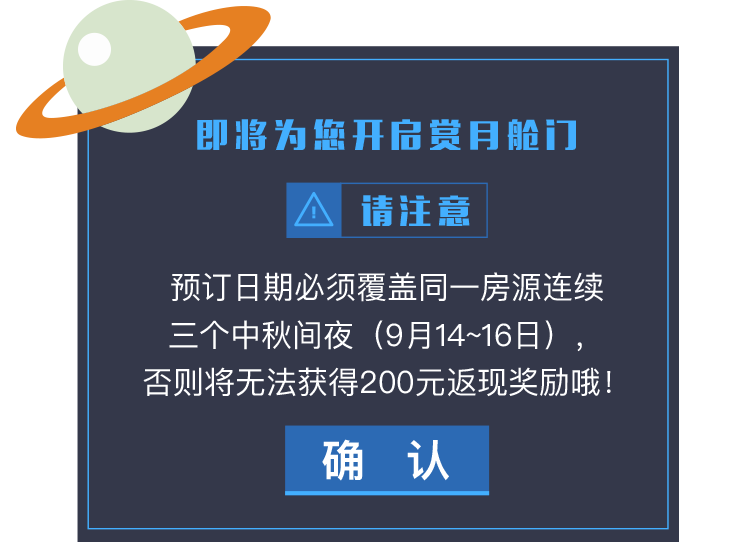 即将为您开启赏月舱门
请注意
预订日期必须覆盖同一房源连续
三个中秋间夜（9月14~16日），
否则将无法获得200元返现奖励哦！
确 认